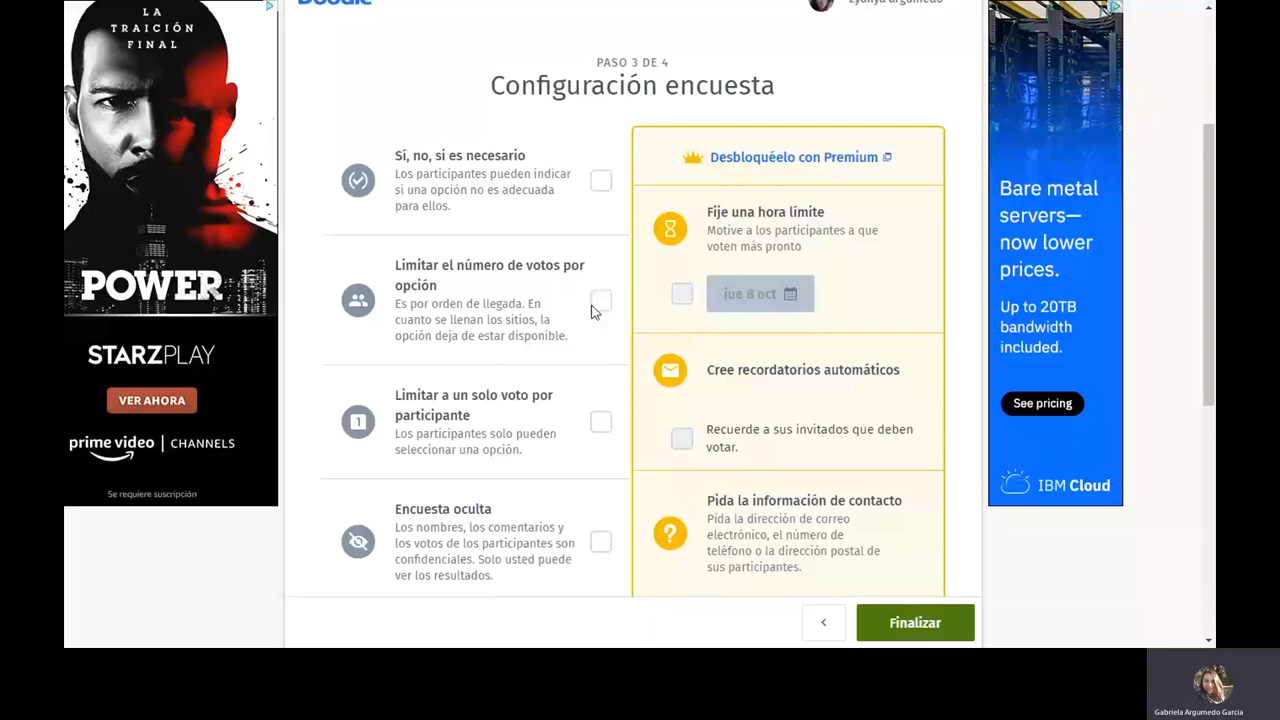 LA
TRAICIÓN
FINAL
POWER
STARZPLAY
VER AHORA
prime video | CHANNELS
Se requiere suscripción
Doodle
PASO 3 DE 4
Configuración encuesta
Sí, no, si es necesario
Los participantes pueden indicar
si una opción no es adecuada
para ellos.
Limitar el número de votos por
opción
Es por orden de llegada. En
cuanto se llenan los sitios, la
opción deja de estar disponible.
1
Limitar a un solo voto por
participante
Los participantes solo pueden
seleccionar una opción.
Encuesta oculta
Los nombres, los comentarios y
los votos de los participantes son
confidenciales. Solo usted puede
ver los resultados.
Desbloquéelo con Premium
Fije una hora límite
Motive a los participantes a que
voten más pronto
jue 8 oct
Cree recordatorios automáticos
Recuerde a sus invitados que deben
votar.
?
Pida la información de contacto
Pida la dirección de correo
electrónico, el número de
teléfono o la dirección postal de
sus participantes.
Finalizar
Bare metal
servers—
now lower
prices.
Up to 20TB
bandwidth
included.
See pricing
IBM Cloud
Gabriela Argumedo Garcia